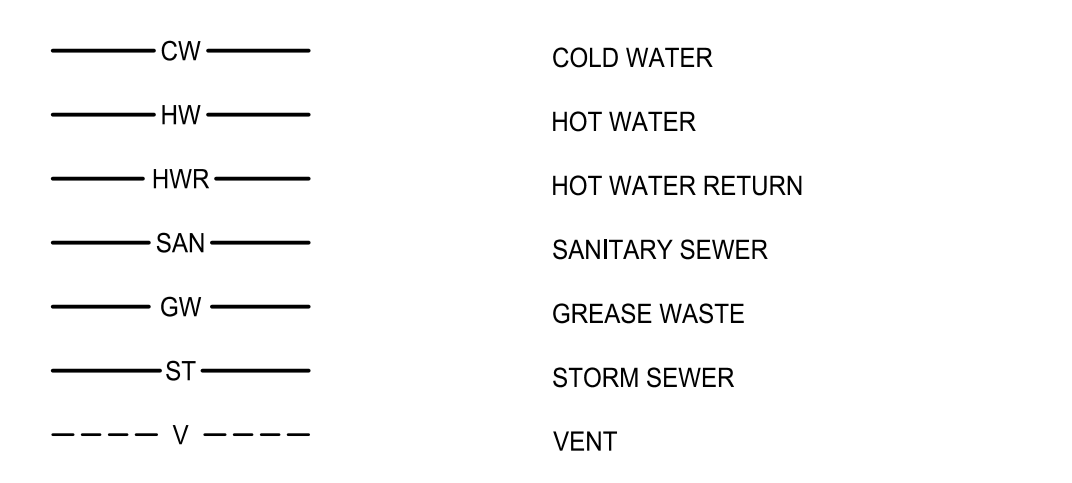 CW COLD WATER
HW HOT WATER
HWR HOT WATER RETURN
SAN SANITARY SEWER
GW GREASE WASTE
ST STORM SEWER
V VENT